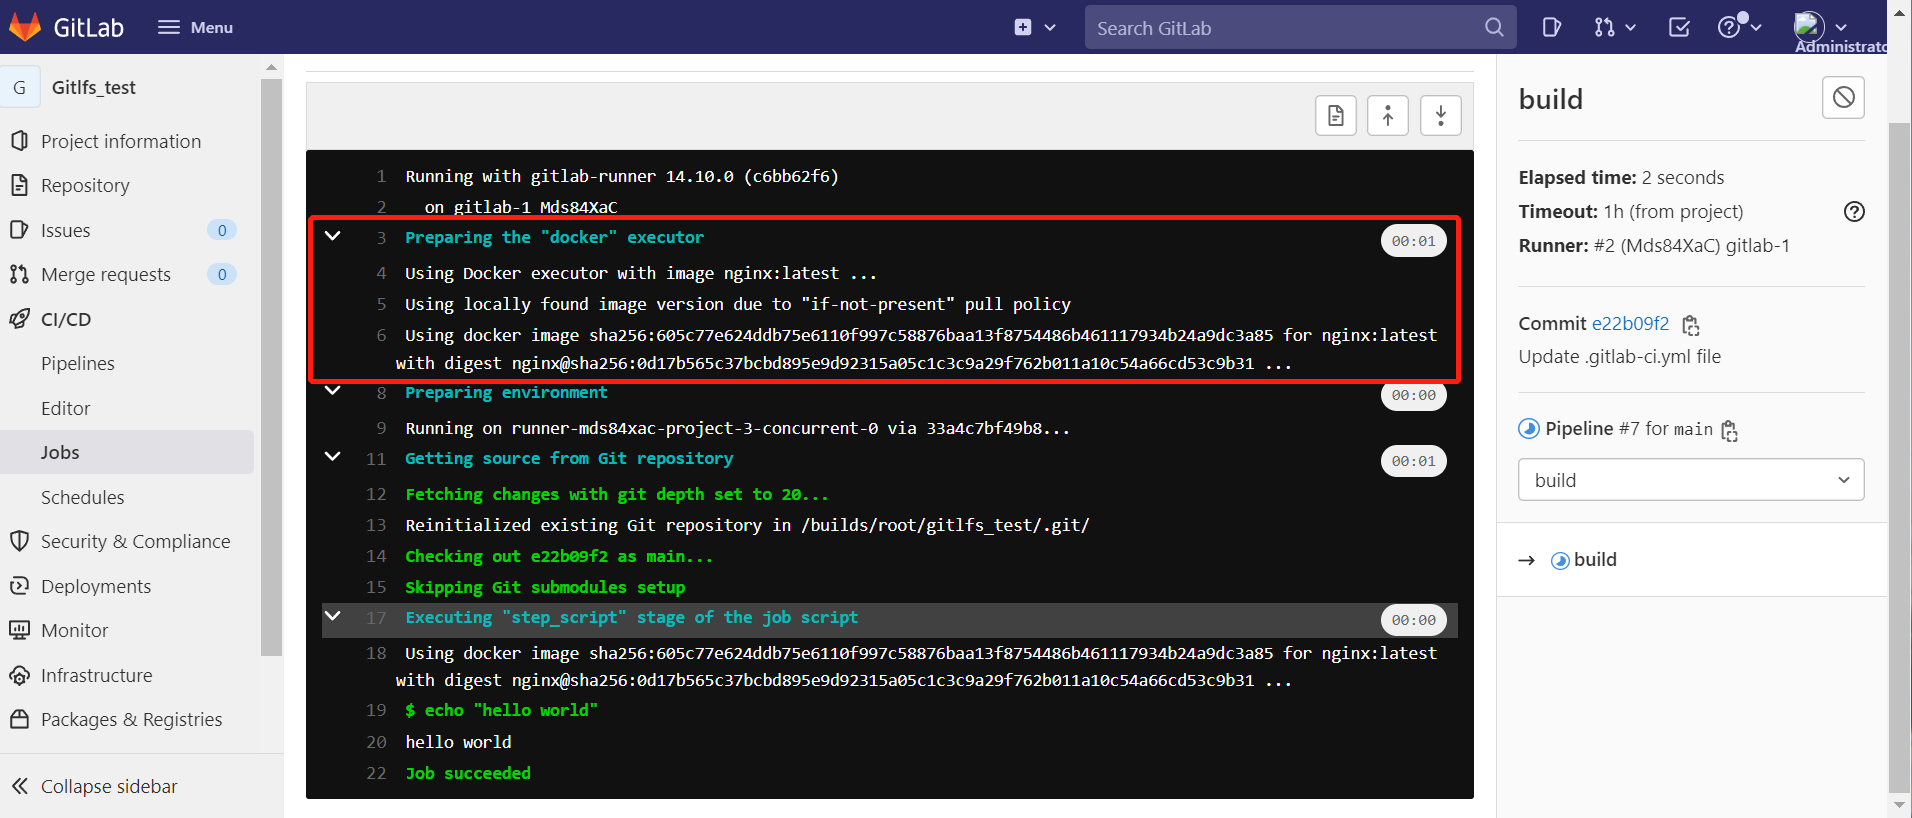 GitLab
Menu
Search GitLab
Administrato
G
Gitlfs_test
Project information
Repository
Issues
0
Merge requests
0
CI/CD
Pipelines
Editor
Jobs
Schedules
Security & Compliance
Deployments
Monitor
Infrastructure
Packages & Registries
Collapse sidebar
1 Running with gitlab-runner 14.10.0 (c6bb62f6)
2 on gitlab-1 Mds84XaC
3 Preparing the "docker" executor
00:01
4 Using Docker executor with image nginx:latest ...
5 Using locally found image version due to "if-not-present" pull policy
6 Using docker image sha256:605c77e624ddb75e6110f997c58876baa13f8754486b461117934b24a9dc3a85 for nginx:latest
with digest nginx@sha256:0d17b565c37bcbd895e9d92315a05c1c3c9a29f762b011a10c54a66cd53c9b31 ...
8 Preparing environment
00:00
9 Running on runner-mds84xac-project-3-concurrent-0 via 33a4c7bf49b8...
11 Getting source from Git repository
00:01
12 Fetching changes with git depth set to 20...
13 Reinitialized existing Git repository in /builds/root/gitlfs_test/.git/
14 Checking out e22b09f2 as main...
15 Skipping Git submodules setup
17 Executing "step_script" stage of the job script
00:00
18 Using docker image sha256:605c77e624ddb75e6110f997c58876baa13f8754486b461117934b24a9dc3a85 for nginx:latest
with digest nginx@sha256:0d17b565c37bcbd895e9d92315a05c1c3c9a29f762b011a10c54a66cd53c9b31 ...
19 $ echo "hello world"
20 hello world
22 Job succeeded
build
Elapsed time: 2 seconds
Timeout: 1h (from project)
Runner: #2 (Mds84XaC) gitlab-1
Commit e22b09f2
Update .gitlab-ci.yml file
Pipeline #7 for main
build
→ build